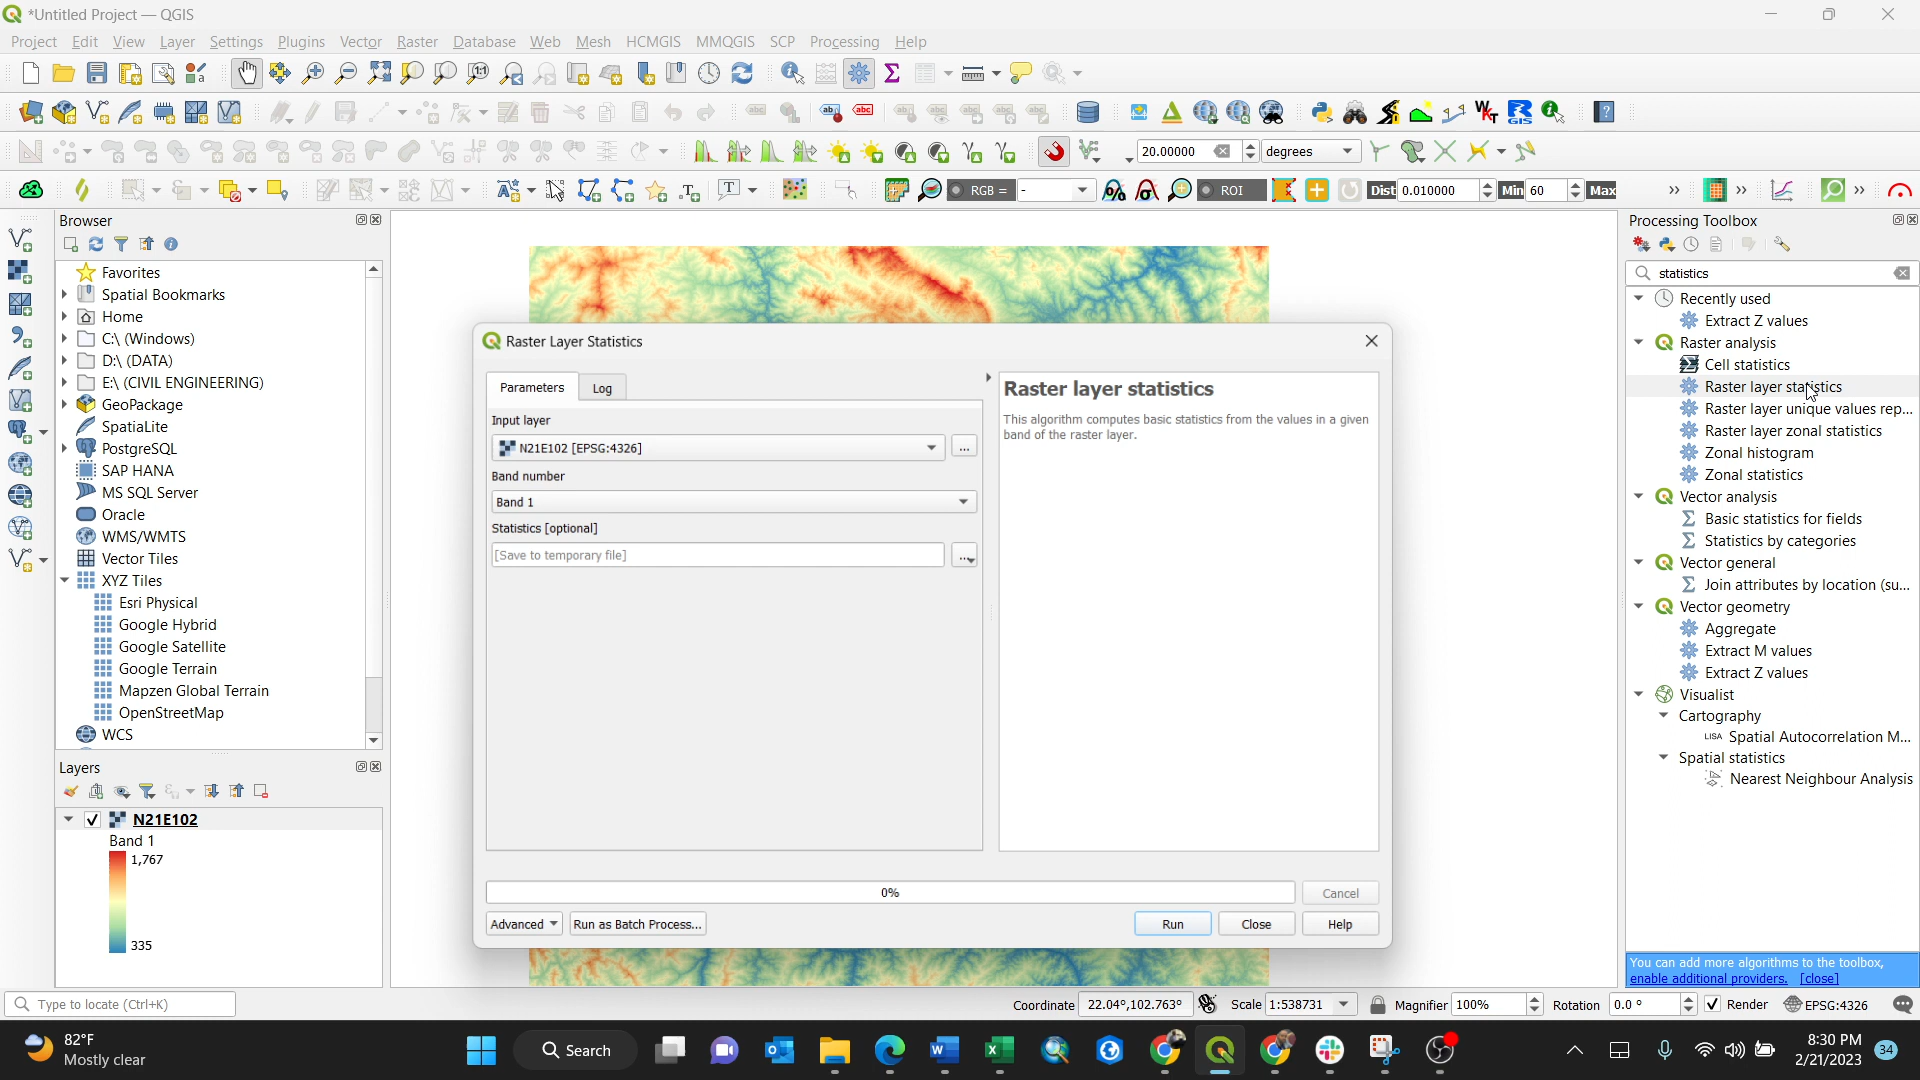 *Untitled Project — QGIS
Project Edit View Layer Settings Plugins Vector Raster Database Web Mesh HCMGIS MMQGIS SCP Processing Help
20.00000 degrees
RGB = - ROI Dist 0.010000 Min 60 Max
Browser
Favorites
Spatial Bookmarks
Home
C:\ (Windows)
D:\ (DATA)
E:\ (CIVIL ENGINEERING)
GeoPackage
SpatiaLite
PostgreSQL
SAP HANA
MS SQL Server
Oracle
WMS/WMTS
Vector Tiles
XYZ Tiles
Esri Physical
Google Hybrid
Google Satellite
Google Terrain
Mapzen Global Terrain
OpenStreetMap
WCS
Layers
N21E102
Band 1
1,767
335
Raster Layer Statistics
Parameters Log
Input layer
N21E102 [EPSG:4326]
...
Band number
Band 1
Statistics [optional]
[Save to temporary file]
...
Raster layer statistics
This algorithm computes basic statistics from the values in a given
band of the raster layer.
0%
Cancel
Advanced Run as Batch Process... Run Close Help
Processing Toolbox
statistics
Recently used
Extract Z values
Raster analysis
Cell statistics
Raster layer statistics
Raster layer unique values rep...
Raster layer zonal statistics
Zonal histogram
Zonal statistics
Vector analysis
Basic statistics for fields
Statistics by categories
Vector general
Join attributes by location (su...
Vector geometry
Aggregate
Extract M values
Extract Z values
Visualist
Cartography
LISA Spatial Autocorrelation M...
Spatial statistics
Nearest Neighbour Analysis
You can add more algorithms to the toolbox,
enable additional providers. [close]
Type to locate (Ctrl+K) Coordinate 22.04°,102.763° Scale 1:538731 Magnifier 100% Rotation 0.0 ° Render EPSG:4326
82°F
Mostly clear
Search
8:30 PM
2/21/2023
34